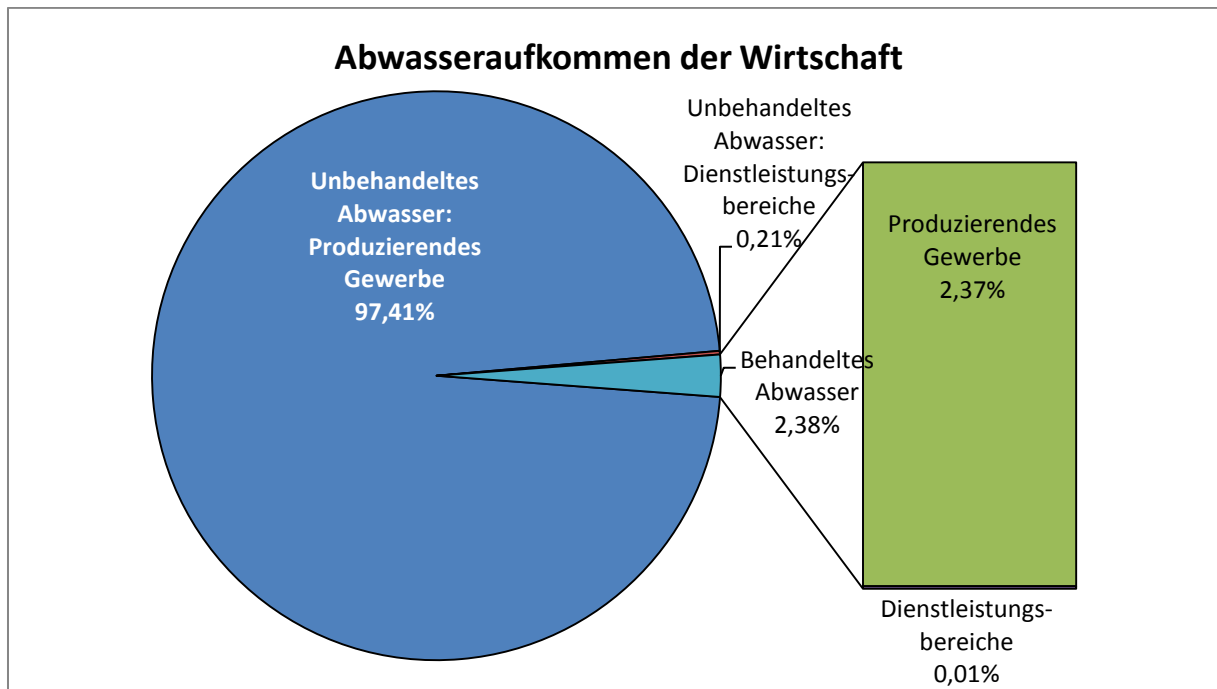 Abwasseraufkommen der Wirtschaft
Unbehandeltes
Abwasser:
Produzierendes
Gewerbe
97,41%
Unbehandeltes
Abwasser:
Dienstleistungs-
bereiche
0,21%
Behandeltes
Abwasser
2,38%
Produzierendes
Gewerbe
2,37%
Dienstleistungs-
bereiche
0,01%